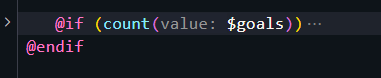 @if (count(value: $goals)) ⋯
@endif